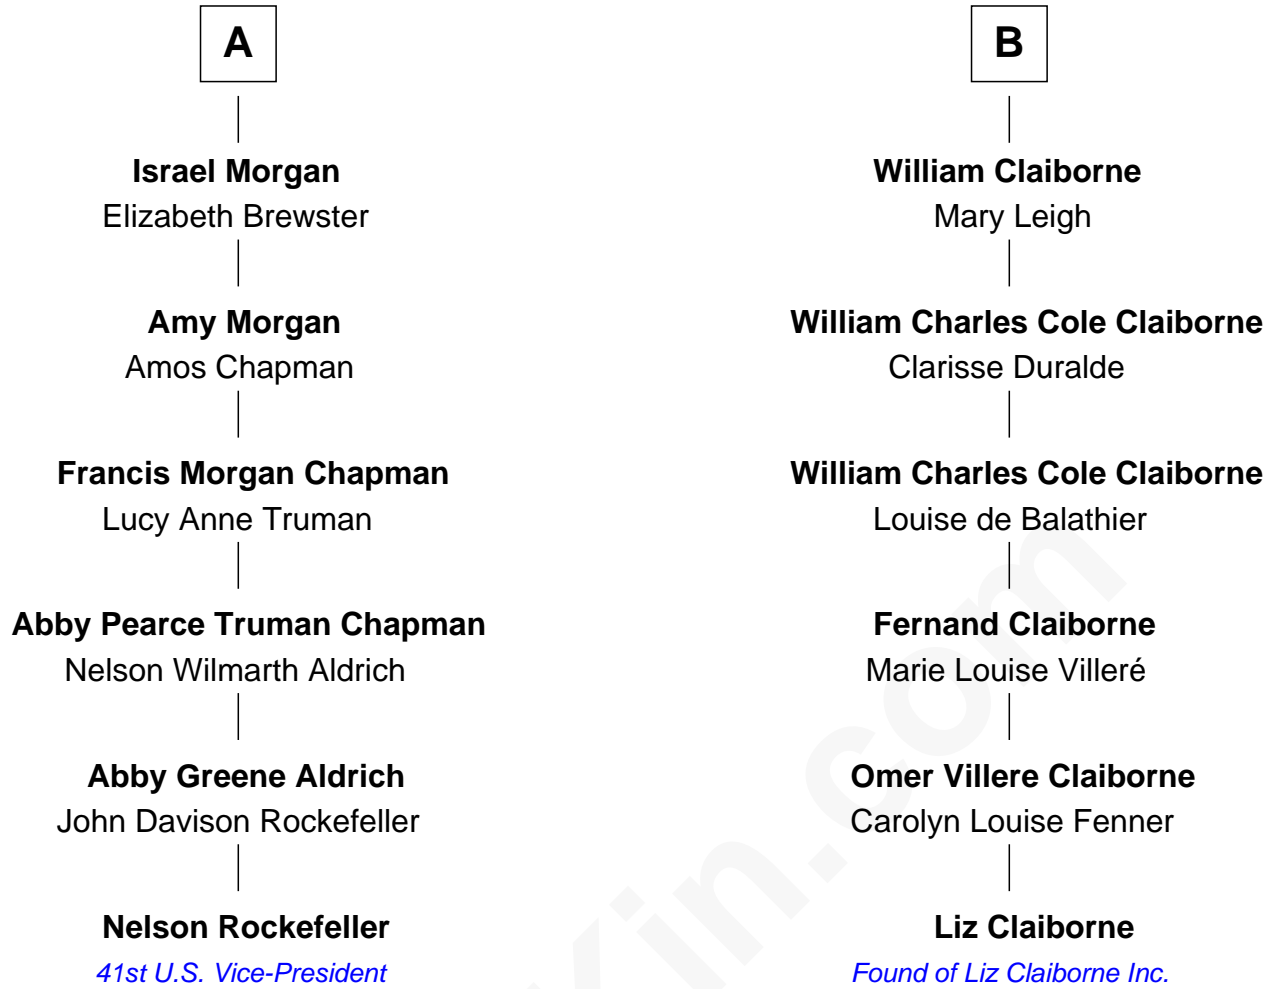 A
Israel Morgan
Elizabeth Brewster
Amy Morgan
Amos Chapman
Francis Morgan Chapman
Lucy Anne Truman
Abby Pearce Truman Chapman
Nelson Wilmarth Aldrich
Abby Greene Aldrich
John Davison Rockefeller
Nelson Rockefeller
41st U.S. Vice-President
B
William Claiborne
Mary Leigh
William Charles Cole Claiborne
Clarisse Duralde
William Charles Cole Claiborne
Louise de Balathier
Fernand Claiborne
Marie Louise Villeré
Omer Villere Claiborne
Carolyn Louise Fenner
Liz Claiborne
Found of Liz Claiborne Inc.
Kin.com